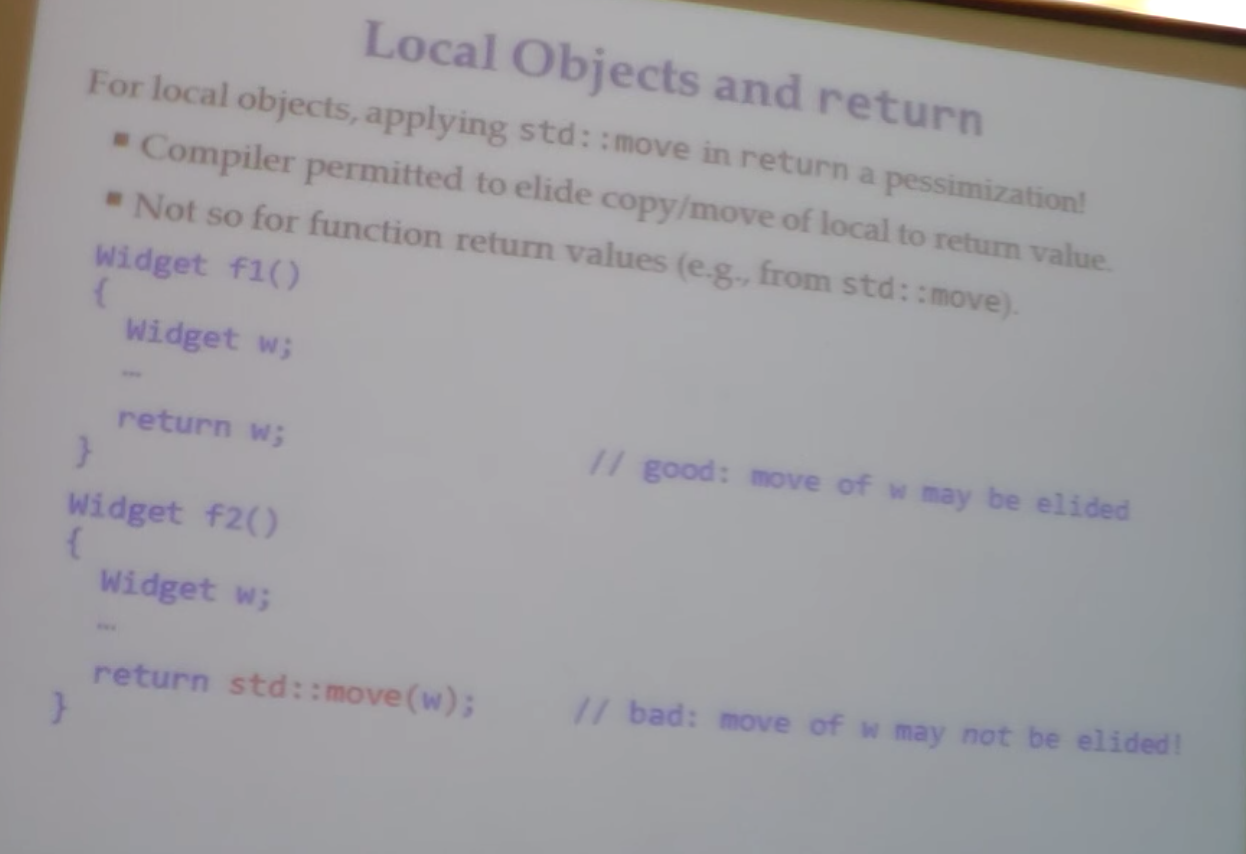 Local Objects and return
For local objects, applying std::move in return a pessimization!
▪ Compiler permitted to elide copy/move of local to return value.
▪ Not so for function return values (e.g., from std::move).
Widget f1()
{
Widget w;
…
return w; // good: move of w may be elided
}
Widget f2()
{
Widget w;
…
return std::move(w); // bad: move of w may not be elided!
}